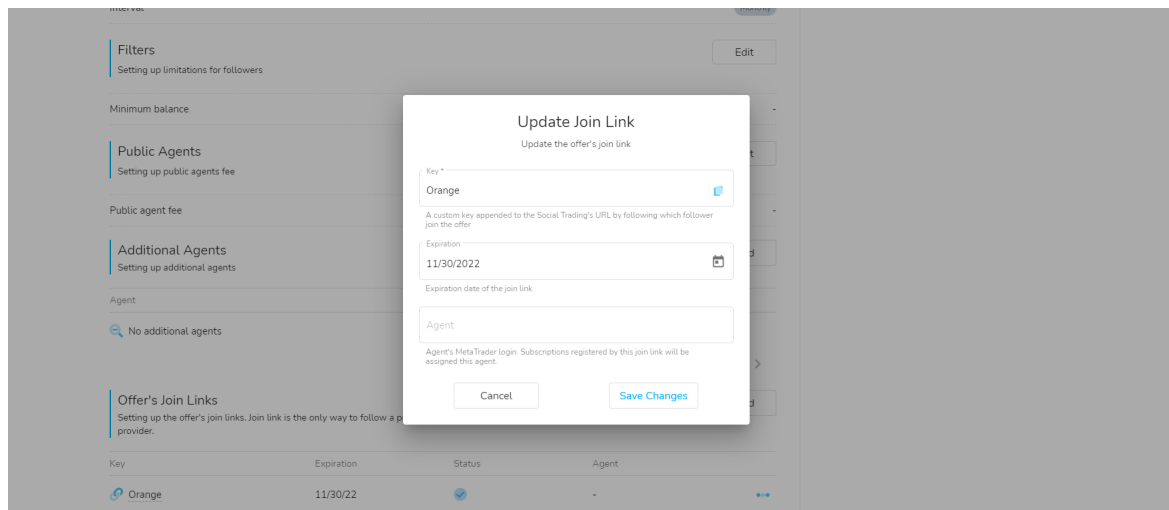 Interval
Monthly
Filters
Edit
Setting up limitations for followers
Minimum balance
-
Public Agents
t
Setting up public agents fee
Public agent fee
-
Additional Agents
d
Setting up additional agents
Agent
No additional agents
Offer's Join Links
d
Setting up the offer's join links. Join link is the only way to follow a p
provider.
Key
Expiration
Status
Agent
Orange
11/30/22
-
Update Join Link
Update the offer's join link
Key *
Orange
A custom key appended to the Social Trading's URL by following which follower
join the offer
Expiration
11/30/2022
Expiration date of the join link
Agent
Agent's MetaTrader login. Subscriptions registered by this join link will be
assigned this agent.
Cancel
Save Changes